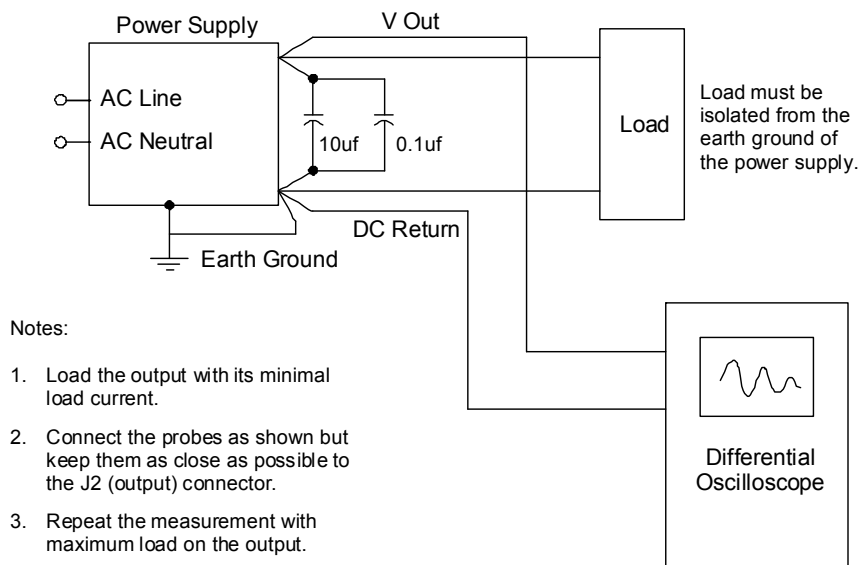 Power Supply
V Out
AC Line
AC Neutral
10uf
0.1uf
Load
Load must be
isolated from the
earth ground of
the power supply.
DC Return
Earth Ground
Notes:
1. Load the output with its minimal
load current.
2. Connect the probes as shown but
keep them as close as possible to
the J2 (output) connector.
3. Repeat the measurement with
maximum load on the output.
Differential
Oscilloscope